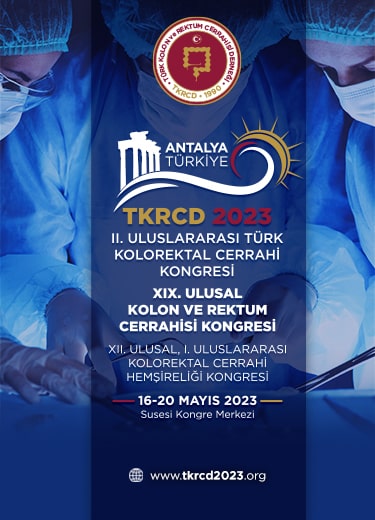 TÜRK KOLON ve REKTUM CERRAHİSİ DERNEĞİ
• TKRCD • 1990 •
ANTALYA
TÜRKİYE
TKRCD 2023
II. ULUSLARARASI TÜRK
KOLOREKTAL CERRAHİ
KONGRESİ
XIX. ULUSAL
KOLON VE REKTUM
CERRAHİSİ KONGRESİ
XII. ULUSAL, I. ULUSLARARASI
KOLOREKTAL CERRAHİ
HEMŞİRELİĞİ KONGRESİ
16-20 MAYIS 2023
Susesi Kongre Merkezi
www.tkrcd2023.org